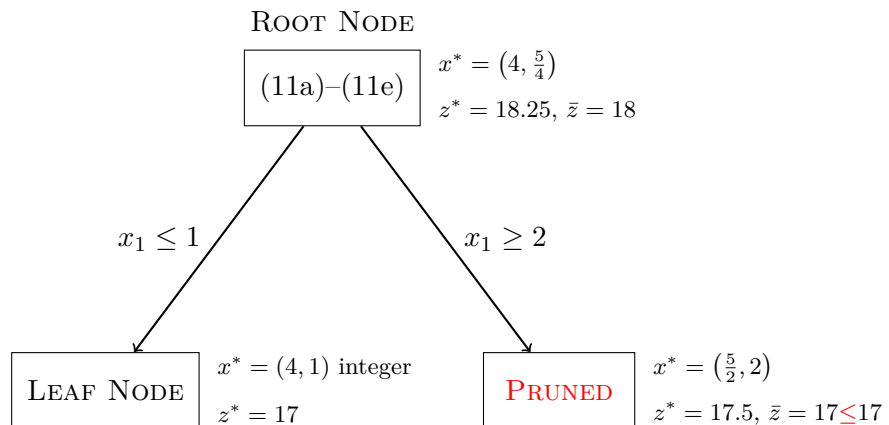 ROOT NODE
(11a)–(11e)
x* = (4, 5/4)
z* = 18.25, z̄ = 18
x₁ ≤ 1
x₁ ≥ 2
LEAF NODE
x* = (4, 1) integer
z* = 17
PRUNED
x* = (5/2, 2)
z* = 17.5, z̄ = 17≤17